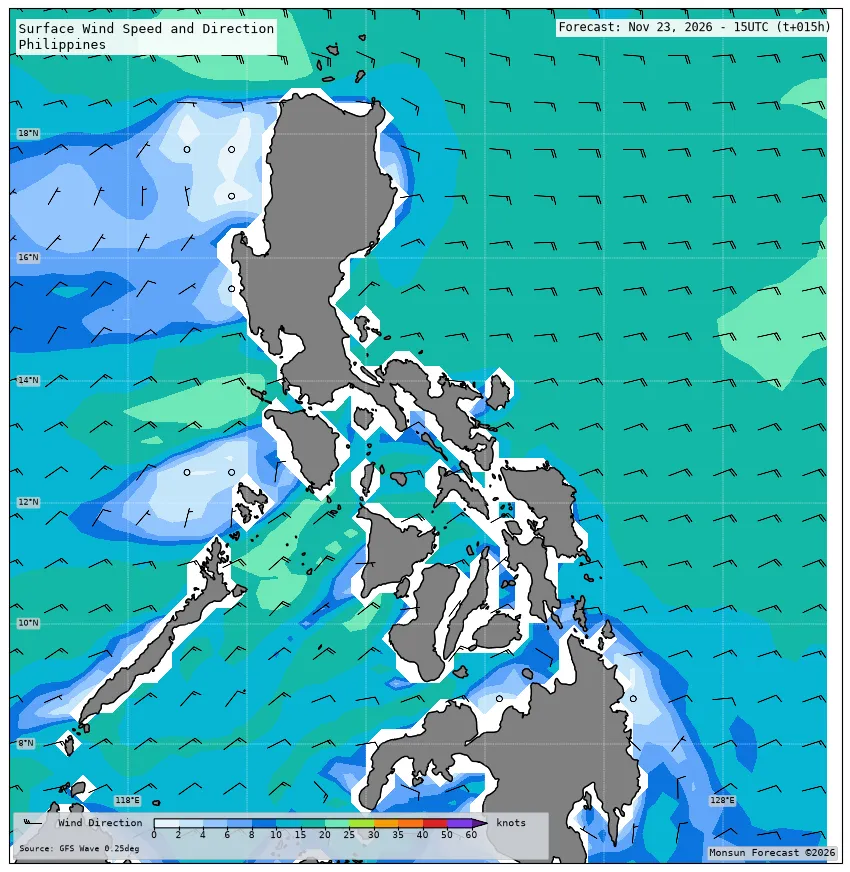 Surface Wind Speed and Direction
Philippines
Forecast: Nov 23, 2026 - 15UTC (t+015h)
18°N
16°N
14°N
12°N
10°N
8°N
118°E
128°E
Wind Direction
0 2 4 6 8 10 15 20 25 30 35 40 45 50 60
knots
Source: GFS Wave 0.25deg
Monsun Forecast ©2026